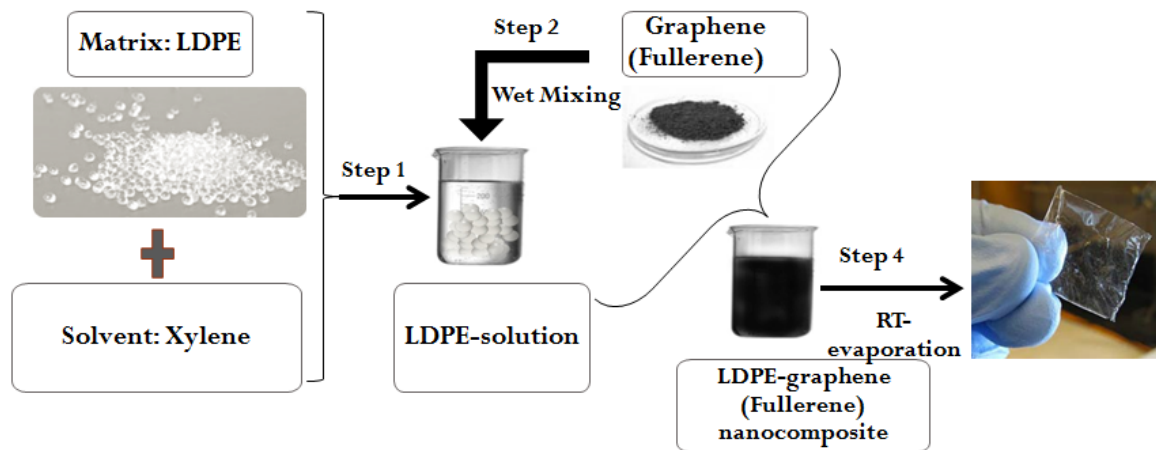 Matrix: LDPE
Solvent: Xylene
Step 1
Step 2
Graphene
(Fullerene)
Wet Mixing
LDPE-solution
LDPE-graphene
(Fullerene)
nanocomposite
Step 4
RT-
evaporation